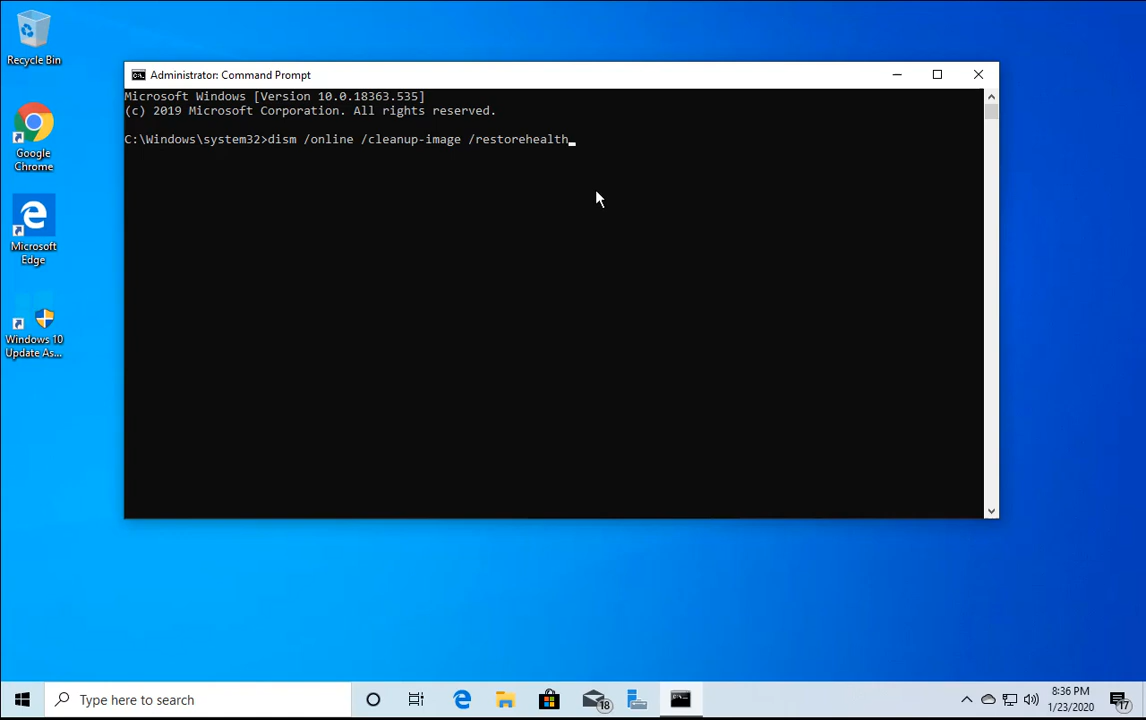 Recycle Bin
Google
Chrome
Microsoft
Edge
Windows 10
Update As...
Administrator: Command Prompt
Microsoft Windows [Version 10.0.18363.535]
(c) 2019 Microsoft Corporation. All rights reserved.
C:\Windows\system32>dism /online /cleanup-image /restorehealth
Type here to search
18
8:36 PM
1/23/2020
17